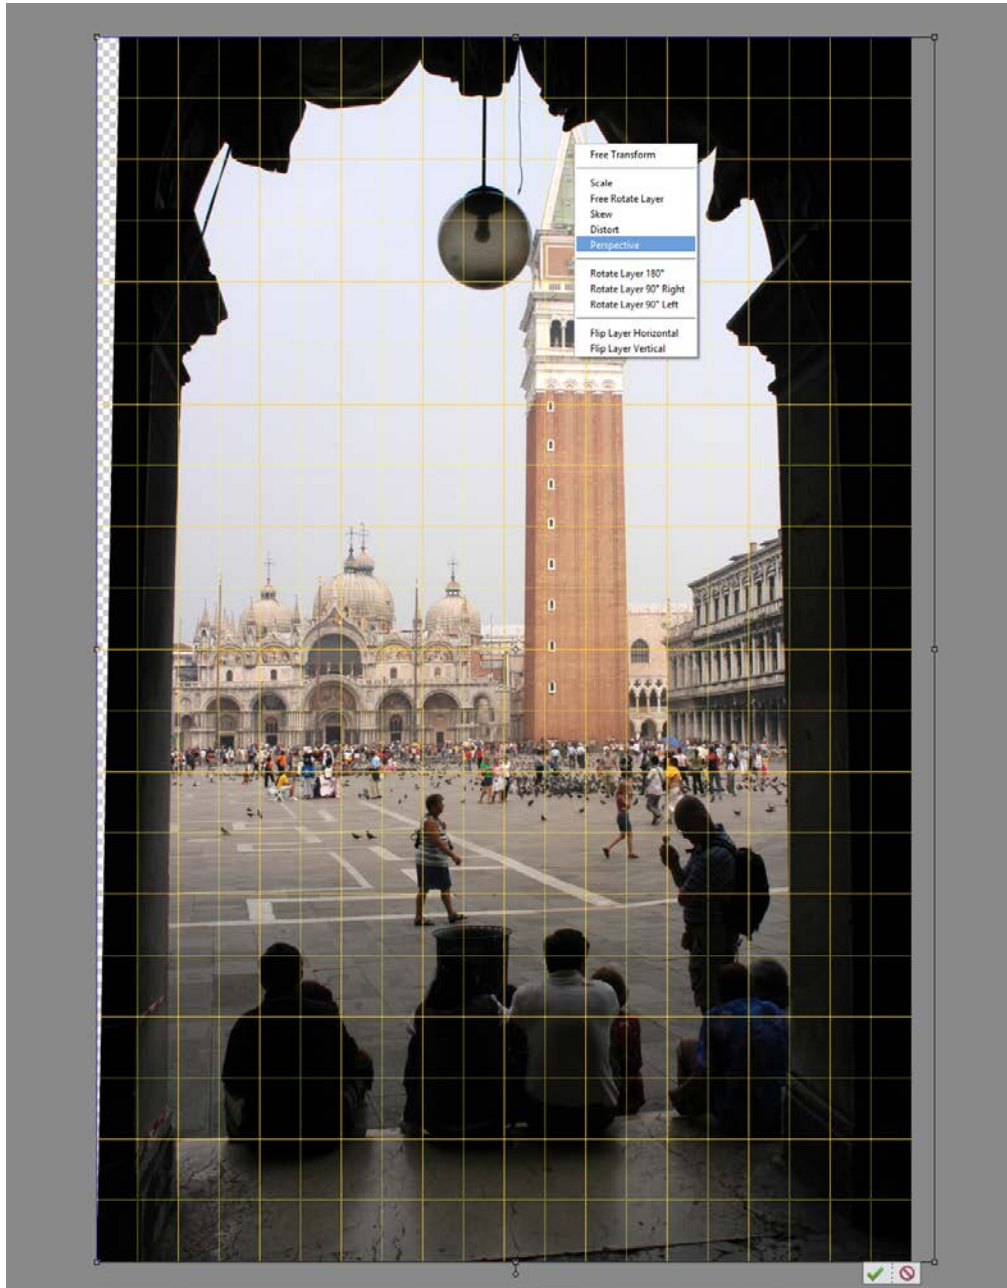 Free Transform
Scale
Free Rotate Layer
Skew
Distort
Perspective
Rotate Layer 180°
Rotate Layer 90° Right
Rotate Layer 90° Left
Flip Layer Horizontal
Flip Layer Vertical